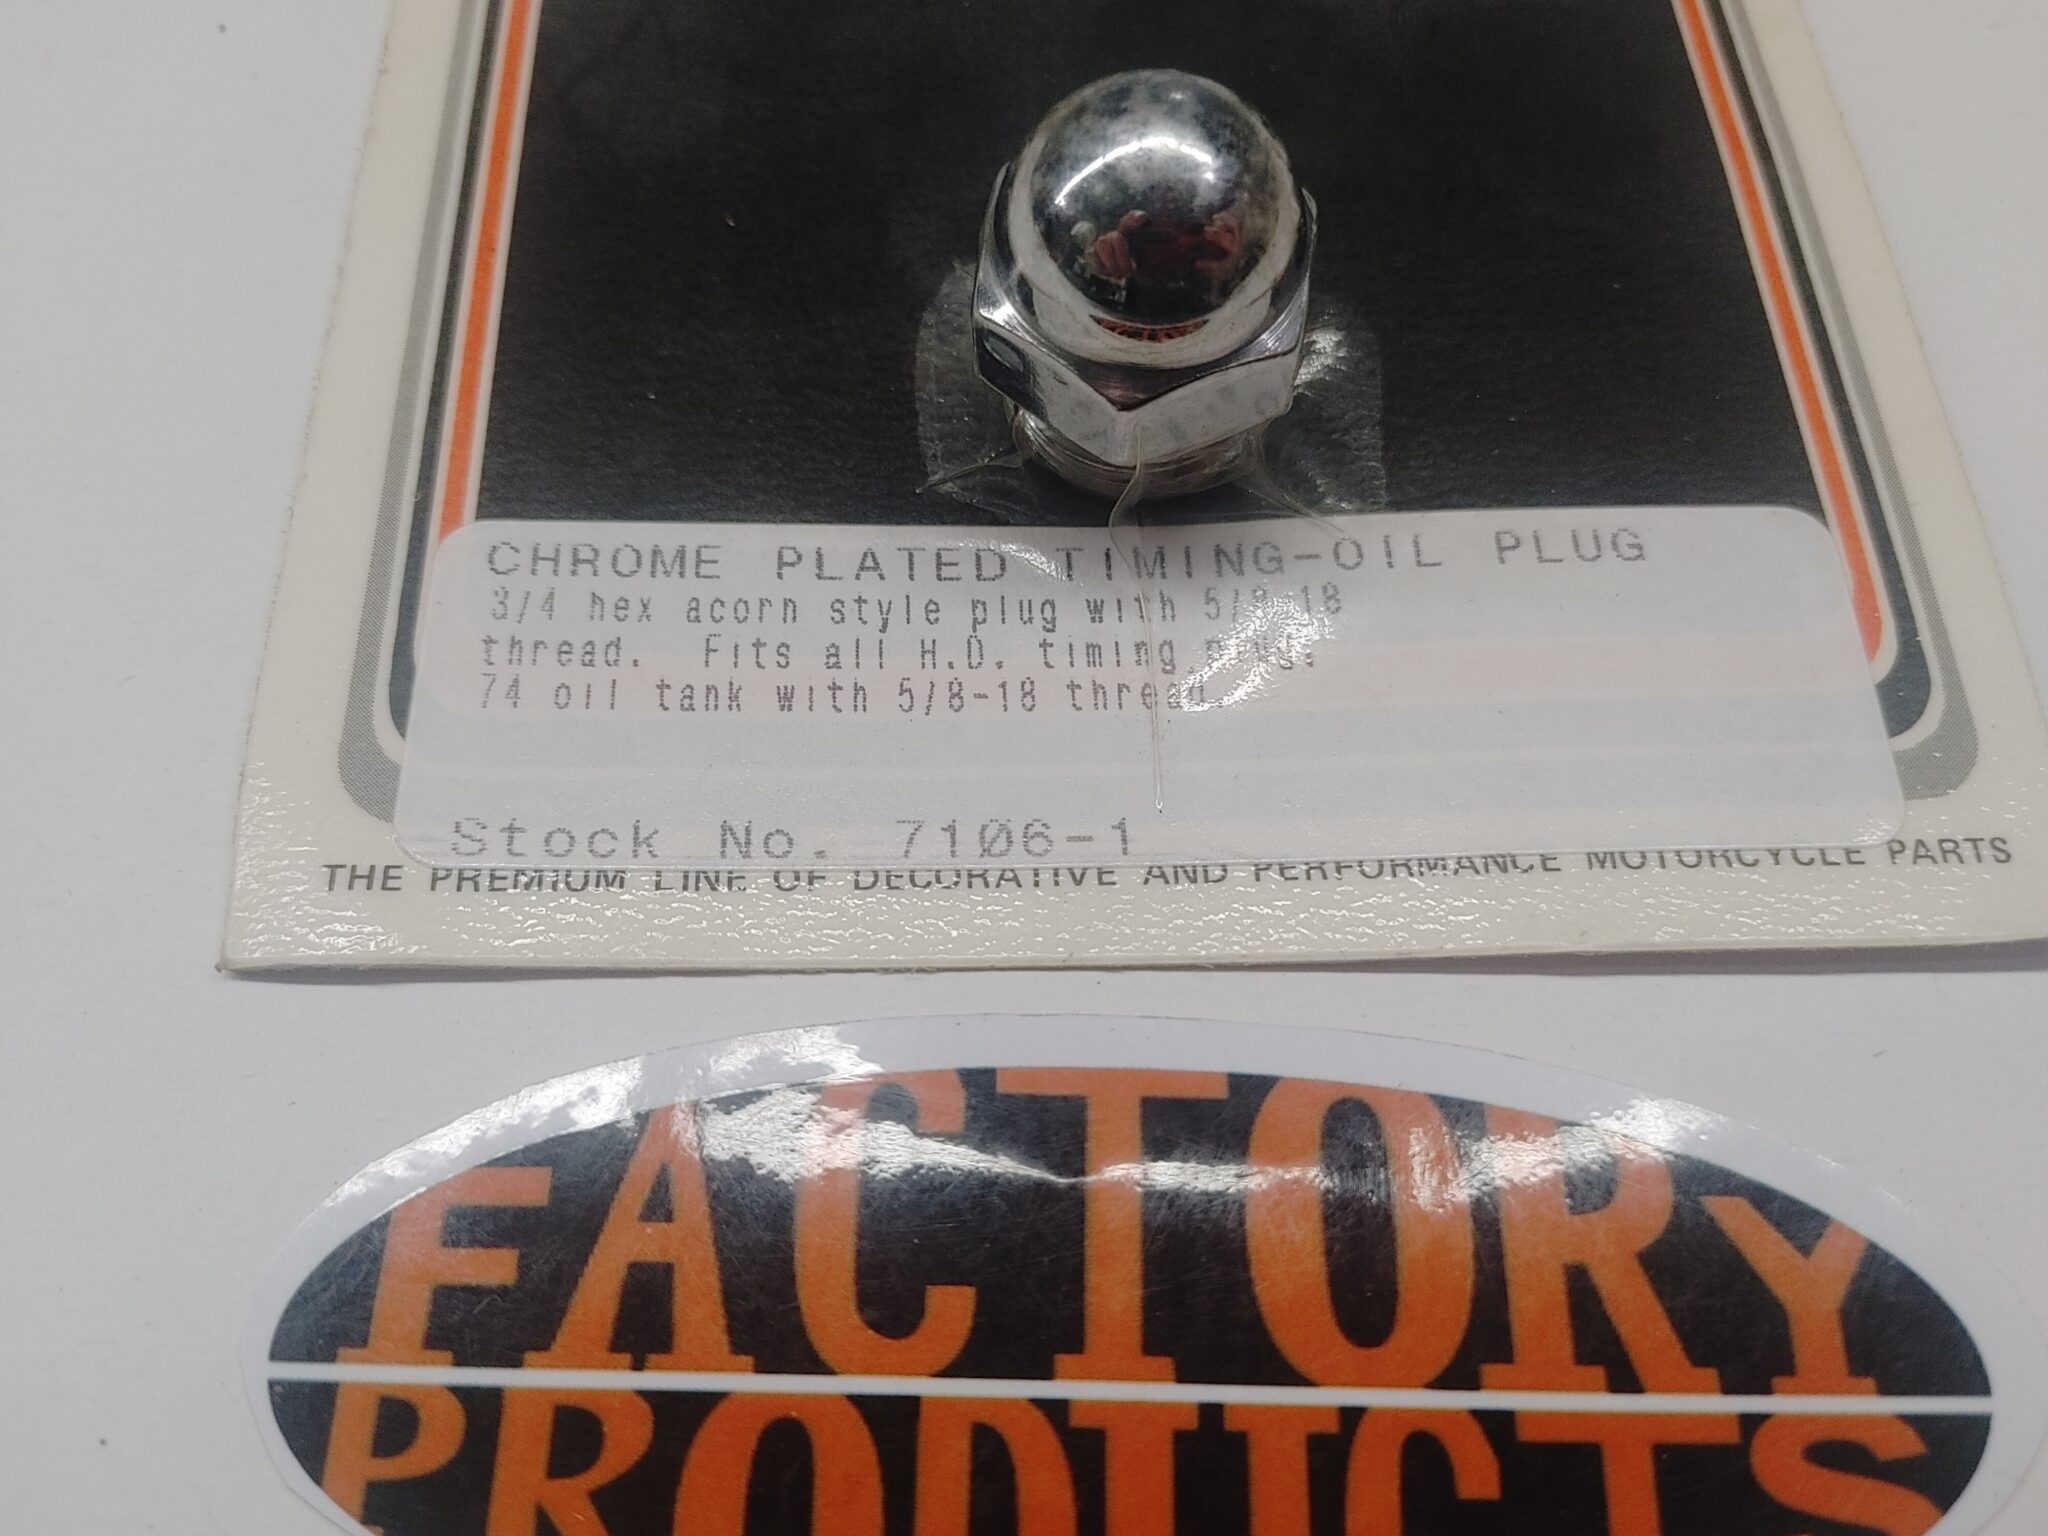 CHROME PLATED TIMING-OIL PLUG
3/4 hex acorn style plug with 5/8-18
thread. Fits all H.D. timing plug.
74 oil tank with 5/8-18 thread.
Stock No. 7106-1
THE PREMIUM LINE OF DECORATIVE AND PERFORMANCE MOTORCYCLE PARTS
FACTORY
PRODUCTS